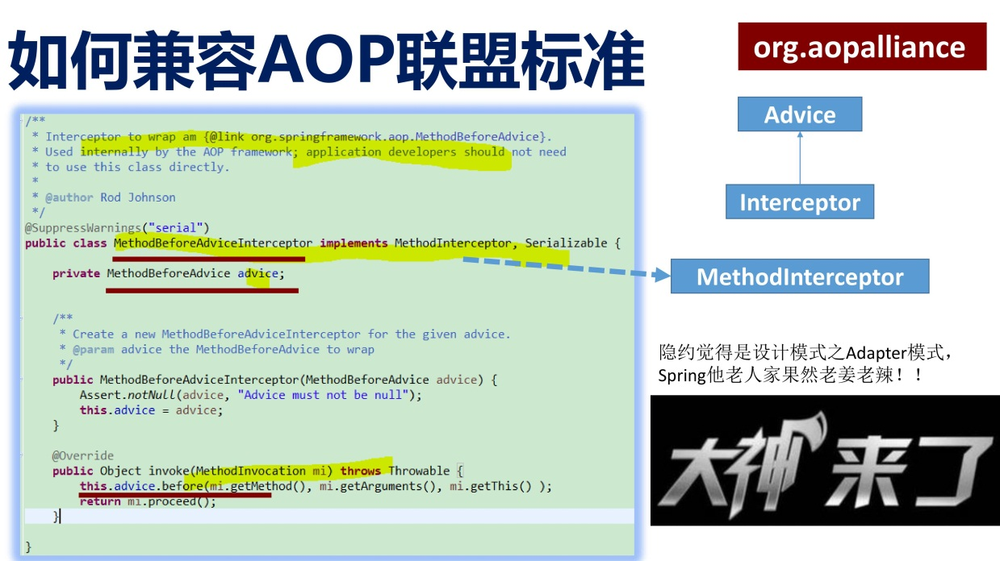 如何兼容AOP联盟标准
org.aopalliance
/**
 * Interceptor to wrap am {@link org.springframework.aop.MethodBeforeAdvice}.
 * Used internally by the AOP framework; application developers should not need
 * to use this class directly.
 *
 * @author Rod Johnson
 */
@SuppressWarnings("serial")
public class MethodBeforeAdviceInterceptor implements MethodInterceptor, Serializable {
private MethodBeforeAdvice advice;
/**
 * Create a new MethodBeforeAdviceInterceptor for the given advice.
 * @param advice the MethodBeforeAdvice to wrap
 */
public MethodBeforeAdviceInterceptor(MethodBeforeAdvice advice) {
Assert.notNull(advice, "Advice must not be null");
this.advice = advice;
}
@Override
public Object invoke(MethodInvocation mi) throws Throwable {
this.advice.before(mi.getMethod(), mi.getArguments(), mi.getThis() );
return mi.proceed();
}
}
Advice
Interceptor
MethodInterceptor
隐约觉得是设计模式之Adapter模式，
Spring他老人家果然老姜老辣！！
大神来了